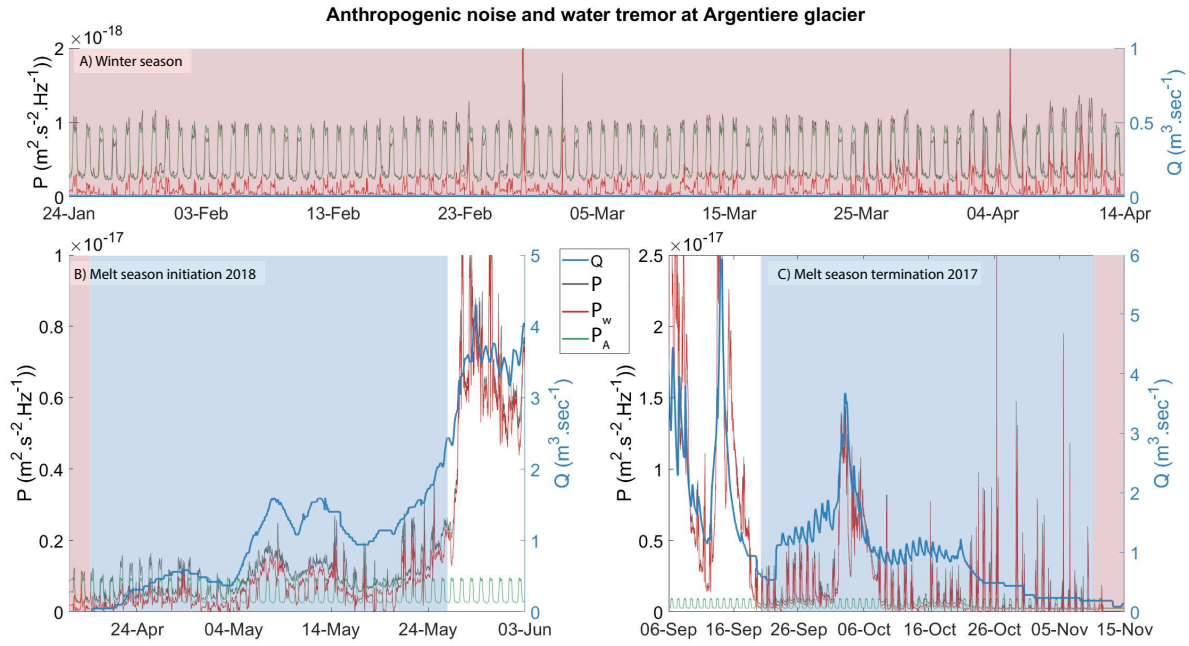 Anthropogenic noise and water tremor at Argentiere glacier
×10⁻¹⁸
A) Winter season
2
1
0
P (m².s⁻².Hz⁻¹))
1
0.5
0
Q (m³.sec⁻¹)
24-Jan 03-Feb 13-Feb 23-Feb 05-Mar 15-Mar 25-Mar 04-Apr 14-Apr
×10⁻¹⁷
B) Melt season initiation 2018
1
0.8
0.6
0.4
0.2
0
P (m².s⁻².Hz⁻¹))
5
4
3
2
1
0
Q (m³.sec⁻¹)
24-Apr 04-May 14-May 24-May 03-Jun
Q
P
P_w
P_A
×10⁻¹⁷
C) Melt season termination 2017
2.5
2
1.5
1
0.5
0
P (m².s⁻².Hz⁻¹))
6
5
4
3
2
1
0
Q (m³.sec⁻¹)
06-Sep 16-Sep 26-Sep 06-Oct 16-Oct 26-Oct 05-Nov 15-Nov